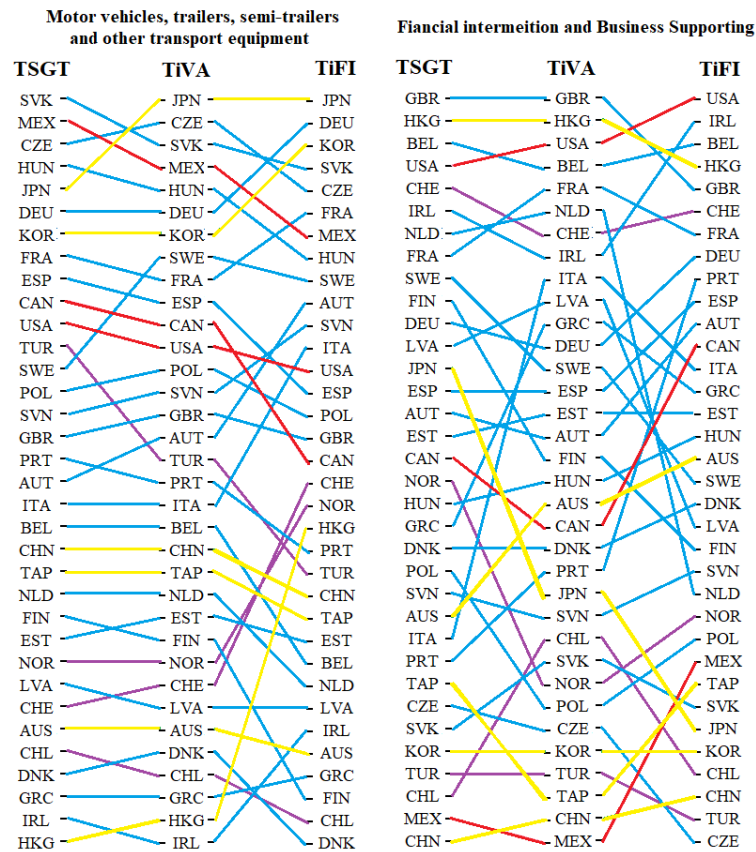 Motor vehicles, trailers, semi-trailers
and other transport equipment
TSGT TiVA TiFI
SVK JPN JPN
MEX CZE DEU
CZE SVK KOR
HUN MEX SVK
JPN HUN CZE
DEU DEU FRA
KOR KOR MEX
FRA SWE HUN
ESP FRA SWE
CAN ESP AUT
USA CAN SVN
TUR USA ITA
SWE POL USA
POL SVN ESP
SVN GBR POL
GBR AUT GBR
PRT TUR CAN
AUT PRT CHE
ITA ITA NOR
BEL BEL HKG
CHN CHN PRT
TAP TAP TUR
NLD NLD CHN
FIN EST TAP
EST FIN EST
NOR NOR BEL
LVA CHE NLD
CHE LVA LVA
AUS AUS IRL
CHL DNK AUS
DNK CHL GRC
GRC GRC FIN
IRL HKG CHL
HKG IRL DNK
Fiancial intermeition and Business Supporting
TSGT TiVA TiFI
GBR GBR USA
HKG HKG IRL
BEL USA BEL
USA BEL HKG
CHE FRA GBR
IRL NLD CHE
NLD CHE FRA
FRA IRL DEU
SWE ITA PRT
FIN LVA ESP
DEU GRC AUT
LVA DEU CAN
JPN SWE ITA
ESP ESP GRC
AUT EST EST
EST AUT HUN
CAN FIN AUS
NOR HUN SWE
HUN AUS DNK
GRC CAN LVA
DNK DNK FIN
POL PRT SVN
SVN JPN NLD
AUS SVN NOR
ITA CHL POL
PRT SVK MEX
TAP NOR TAP
CZE POL SVK
SVK CZE JPN
KOR KOR KOR
TUR TUR CHL
CHL TAP CHN
MEX CHN TUR
CHN MEX CZE